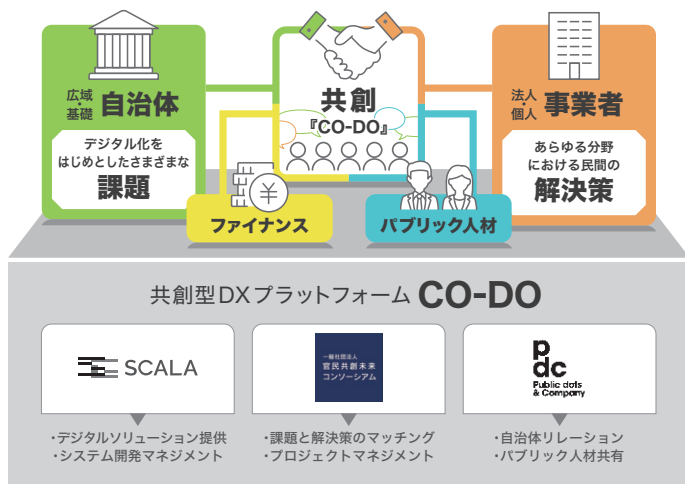 広域・基礎 自治体
デジタル化を
はじめとしたさまざまな
課題
共創
『CO-DO』
法人・個人 事業者
あらゆる分野
における民間の
解決策
¥
ファイナンス
パブリック人材
共創型DXプラットフォーム CO-DO
SCALA
一般社団法人
官民共創未来
コンソーシアム
pdc
Public dots
& Company
・デジタルソリューション提供
・システム開発マネジメント
・課題と解決策のマッチング
・プロジェクトマネジメント
・自治体リレーション
・パブリック人材共有